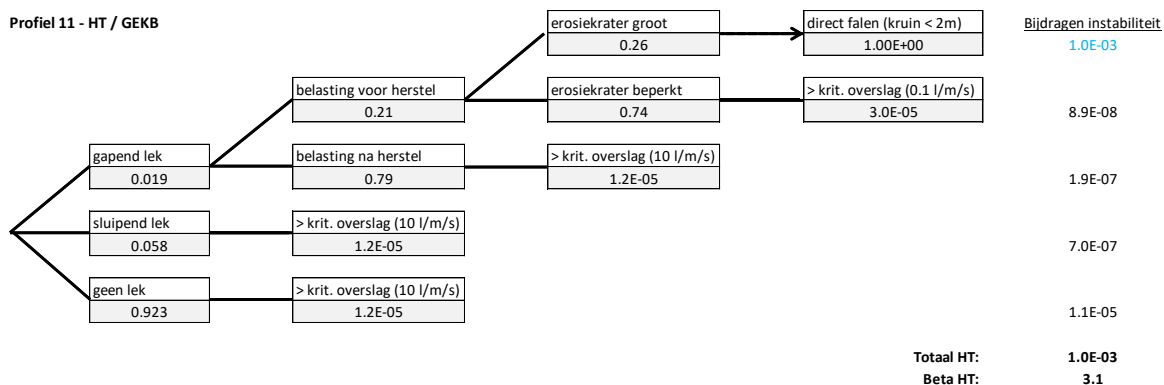 Profiel 11 - HT / GEKB
erosiekrater groot
0.26
direct falen (kruin < 2m)
1.00E+00
Bijdragen instabiliteit
1.0E-03
belasting voor herstel
0.21
erosiekrater beperkt
0.74
> krit. overslag (0.1 l/m/s)
3.0E-05
8.9E-08
gapend lek
0.019
belasting na herstel
0.79
> krit. overslag (10 l/m/s)
1.2E-05
1.9E-07
sluipend lek
0.058
> krit. overslag (10 l/m/s)
1.2E-05
7.0E-07
geen lek
0.923
> krit. overslag (10 l/m/s)
1.2E-05
1.1E-05
Totaal HT: 1.0E-03
Beta HT: 3.1